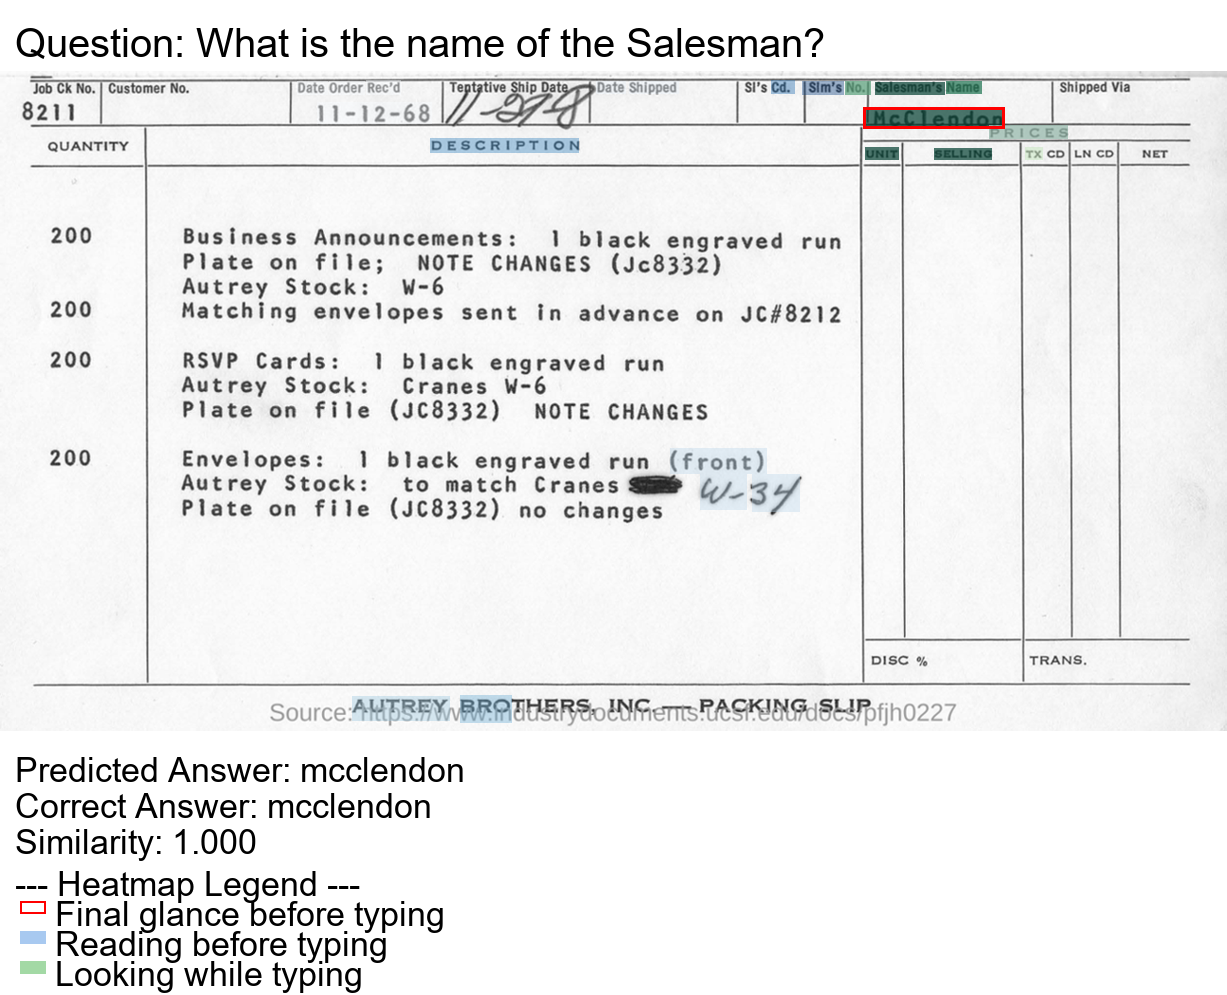 Question: What is the name of the Salesman?
Job Ck No. Customer No. Date Order Rec'd Tentative Ship Date Date Shipped Sl's Cd. Slm's No. Salesman's Name Shipped Via
8211 11-12-68 McClendon
PRICES
QUANTITY DESCRIPTION UNIT SELLING TX CD LN CD NET
200 Business Announcements: 1 black engraved run
Plate on file; NOTE CHANGES (Jc8332)
Autrey Stock: W-6
200 Matching envelopes sent in advance on JC#8212
200 RSVP Cards: 1 black engraved run
Autrey Stock: Cranes W-6
Plate on file (JC8332) NOTE CHANGES
200 Envelopes: 1 black engraved run (front)
Autrey Stock: to match Cranes W-34
Plate on file (JC8332) no changes
DISC % TRANS.
AUTREY BROTHERS, INC. — PACKING SLIP
Source: https://www.industrydocuments.ucsf.edu/docs/pfjh0227
Predicted Answer: mcclendon
Correct Answer: mcclendon
Similarity: 1.000
--- Heatmap Legend ---
Final glance before typing
Reading before typing
Looking while typing